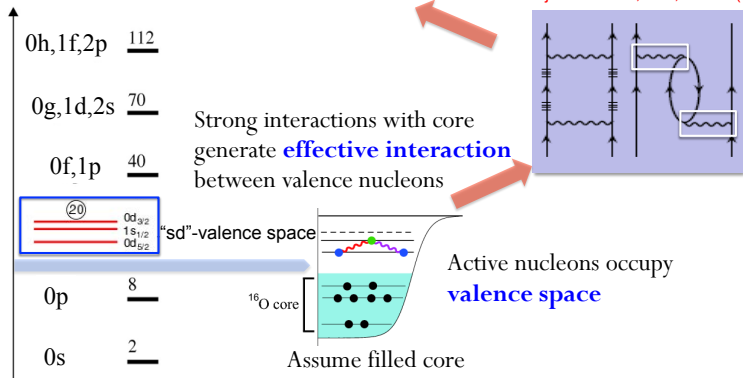 0h,1f,2p 112
0g,1d,2s 70
Strong interactions with core
generate effective interaction
between valence nucleons
0f,1p 40
20
0d3/2
1s1/2
0d5/2
"sd"-valence space
Active nucleons occupy
valence space
0p 8
16O core
0s 2
Assume filled core